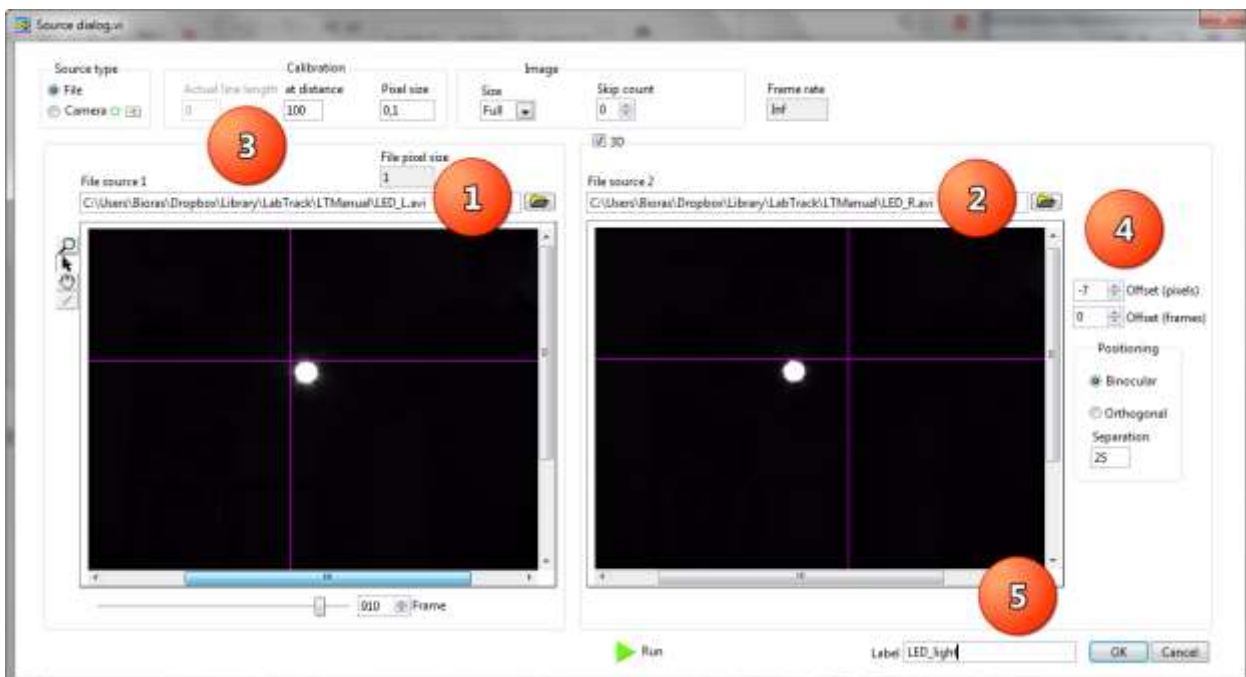 Source dialog.vi
Source type
File
Camera
Calibration
Actual line length
0
at distance
100
Pixel size
0,1
Image
Size
Full
Skip count
0
Frame rate
Inf
3
File pixel size
1
File source 1
C:\Users\Bioras\Dropbox\Library\LabTrack\LTManual\LED_L.avi
1
3D
File source 2
C:\Users\Bioras\Dropbox\Library\LabTrack\LTManual\LED_R.avi
2
4
-7 Offset (pixels)
0 Offset (frames)
Positioning
Binocular
Orthogonal
Separation
25
910 Frame
5
Run
Label LED_light
OK
Cancel